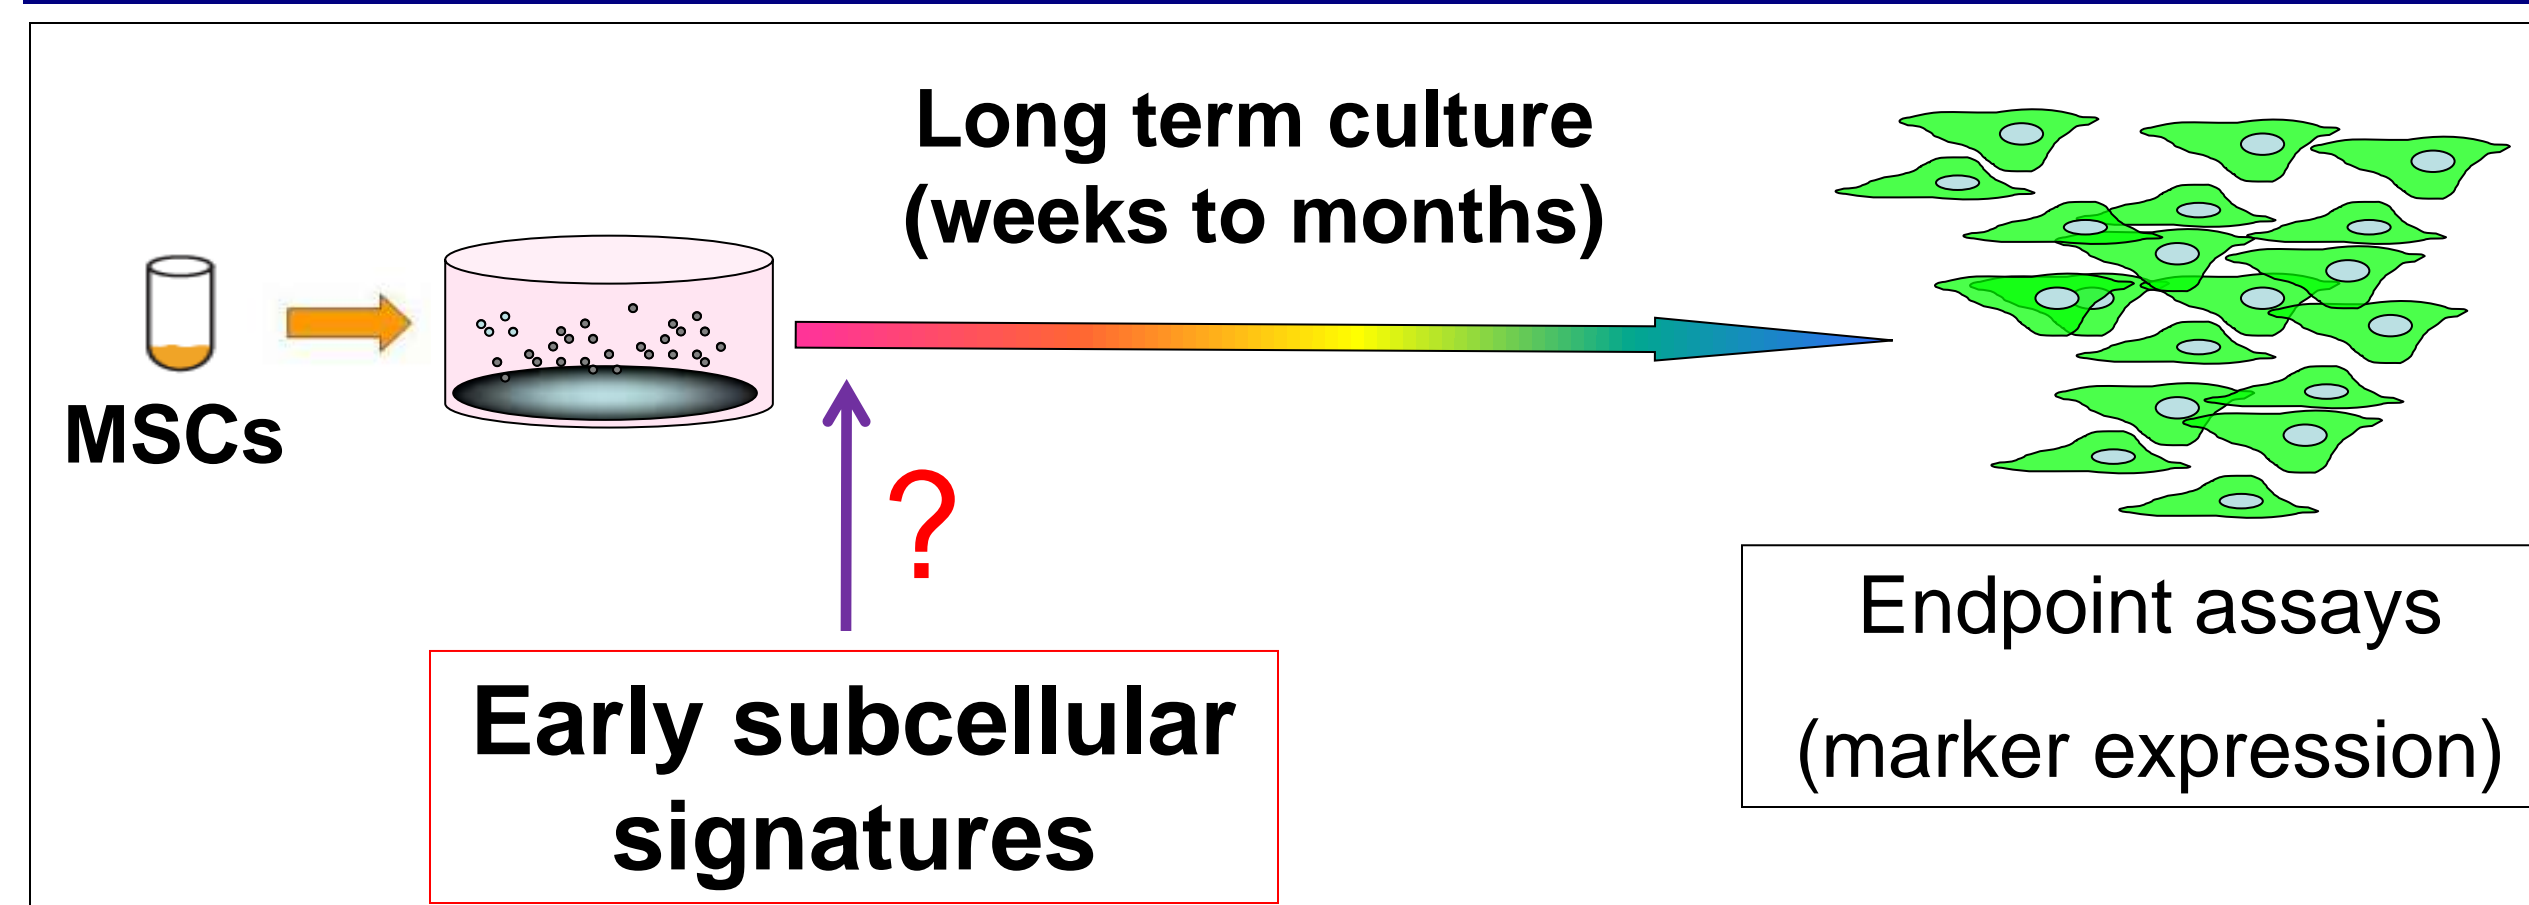 Long term culture
(weeks to months)
MSCs
?
Early subcellular
signatures
Endpoint assays
(marker expression)